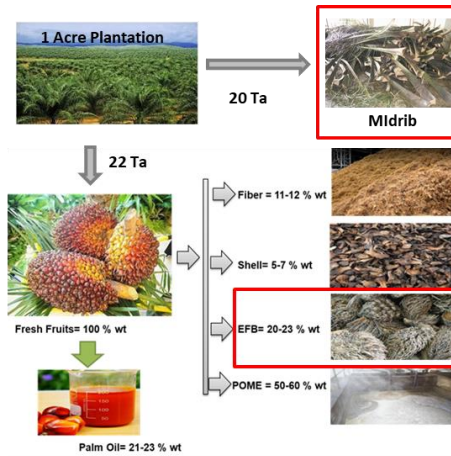 1 Acre Plantation
20 Ta
MIdrib
22 Ta
Fiber = 11-12 % wt
Shell= 5-7 % wt
EFB= 20-23 % wt
POME = 50-60 % wt
Fresh Fruits= 100 % wt
Palm Oil= 21-23 % wt